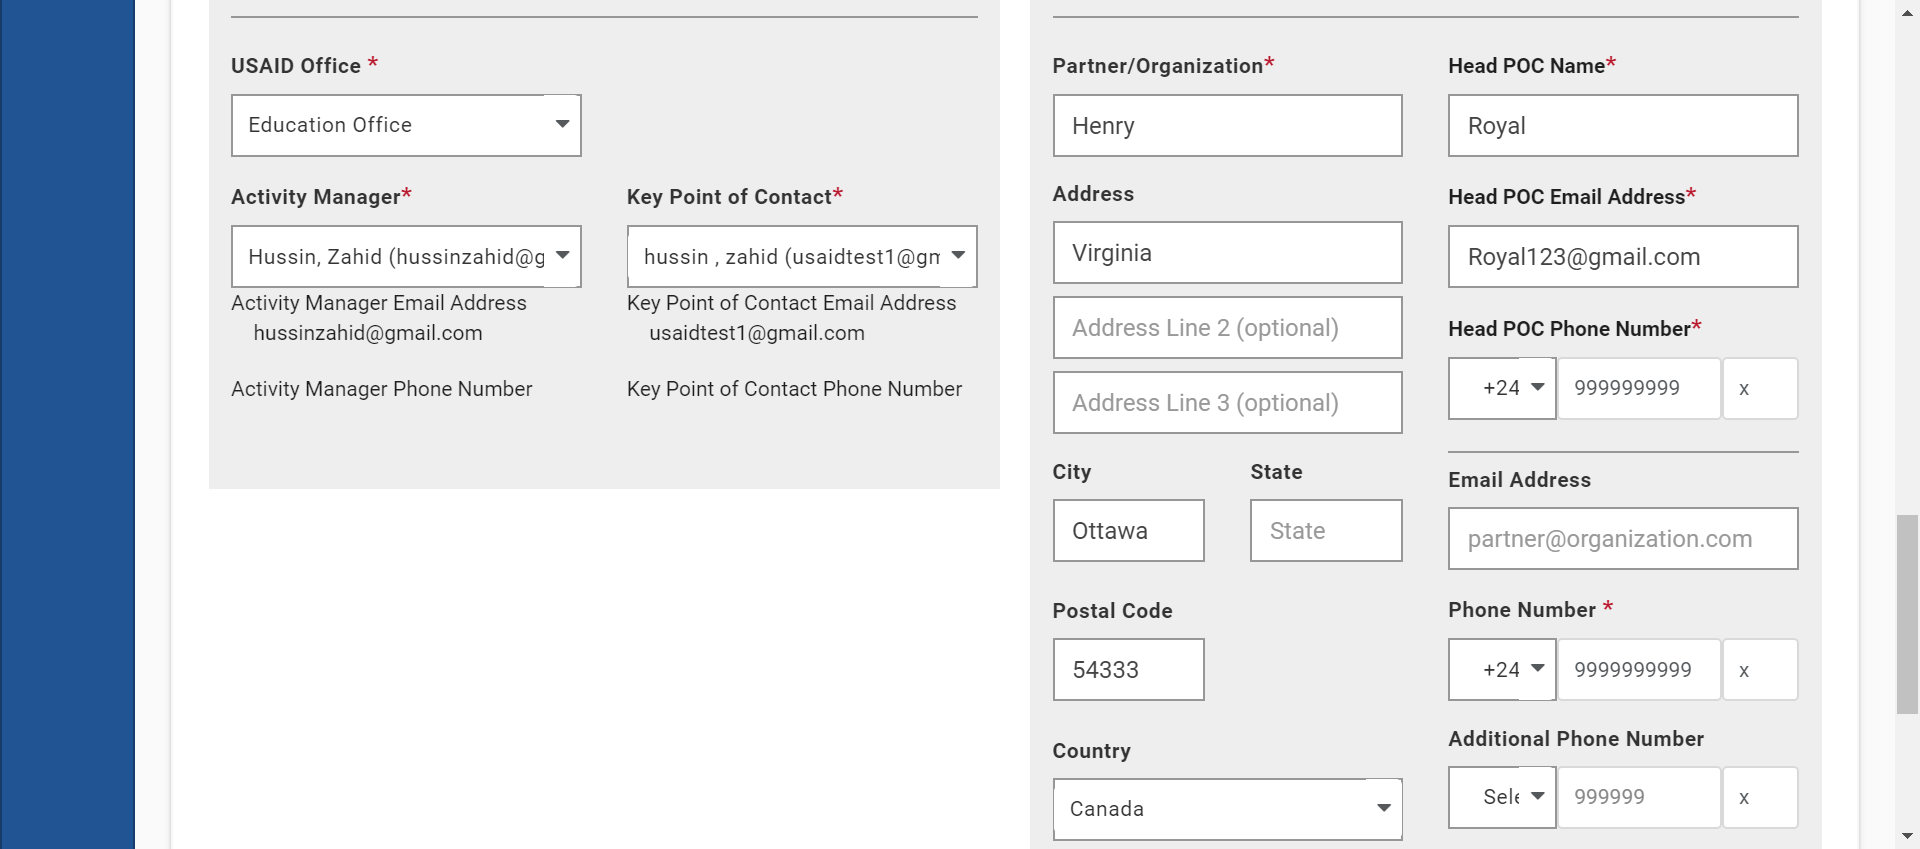 USAID Office *
Education Office
Activity Manager*
Key Point of Contact*
Hussin, Zahid (hussinzahid@g
hussin , zahid (usaidtest1@gm
Activity Manager Email Address
Key Point of Contact Email Address
hussinzahid@gmail.com
usaidtest1@gmail.com
Activity Manager Phone Number
Key Point of Contact Phone Number
Partner/Organization*
Henry
Address
Virginia
Address Line 2 (optional)
Address Line 3 (optional)
City
State
Ottawa
State
Postal Code
54333
Country
Canada
Head POC Name*
Royal
Head POC Email Address*
Royal123@gmail.com
Head POC Phone Number*
+24 999999999 x
Email Address
partner@organization.com
Phone Number *
+24 9999999999 x
Additional Phone Number
Sele 999999 x